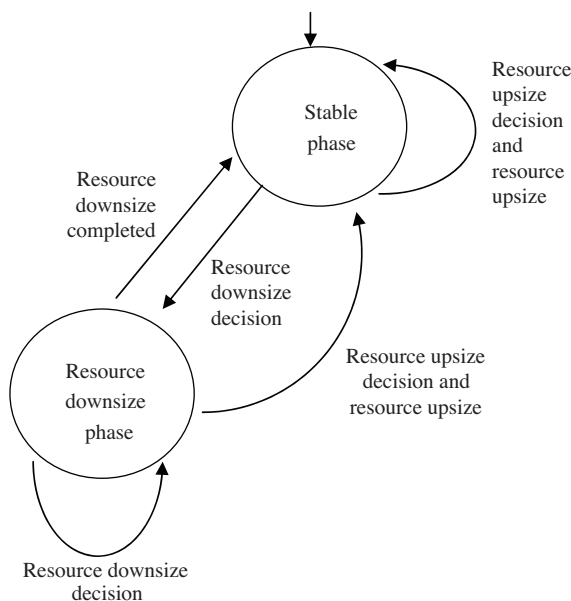 Stable
phase
Resource
upsize
decision
and
resource
upsize
Resource
downsize
completed
Resource
downsize
decision
Resource upsize
decision and
resource upsize
Resource
downsize
phase
Resource downsize
decision